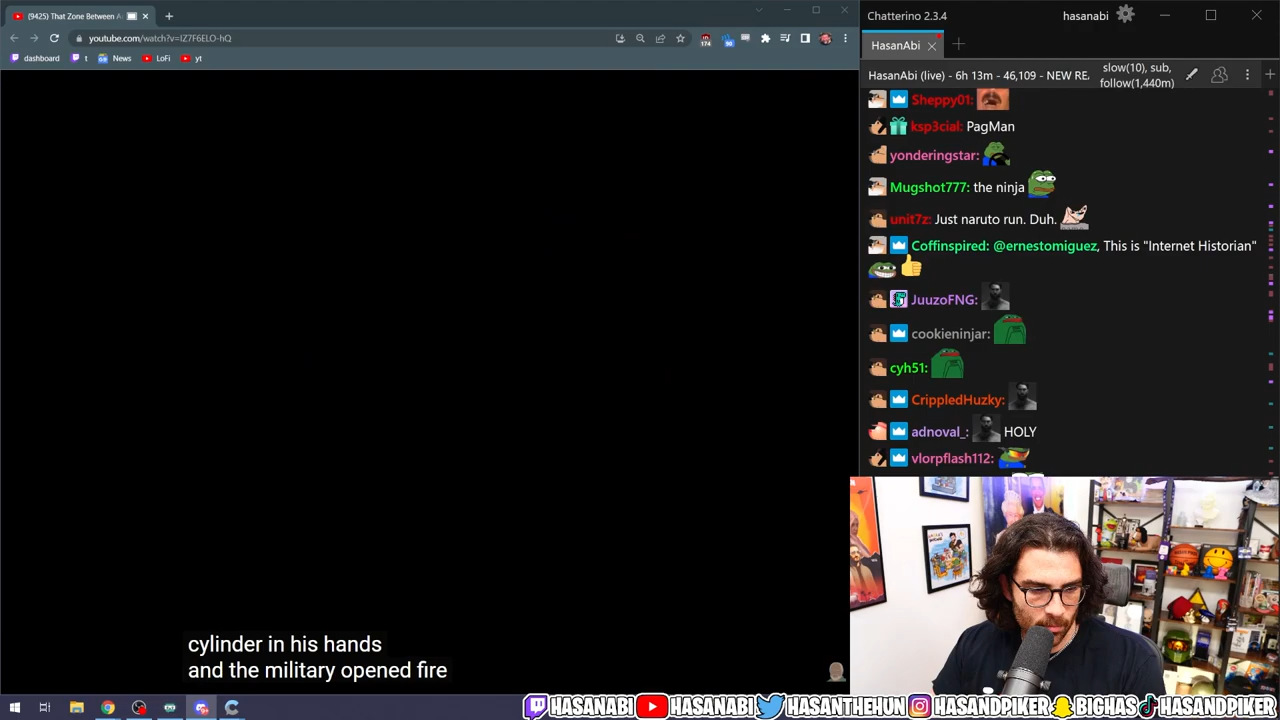 (9425) That Zone Between A
youtube.com/watch?v=IZ7F6ELO-hQ
174
90
dashboard
t
News
LoFi
yt
cylinder in his hands
and the military opened fire
Chatterino 2.3.4
hasanabi
HasanAbi
HasanAbi (live) - 6h 13m - 46,109 - NEW RE
slow(10), sub,
follow(1,440m)
Sheppy01:
ksp3cial: PagMan
yonderingstar:
Mugshot777: the ninja
unit7z: Just naruto run. Duh.
Coffinspired: @ernestomiguez, This is "Internet Historian"
JuuzoFNG:
cookieninjar:
cyh51:
CrippledHuzky:
adnoval_: HOLY
vlorpflash112:
HASANABI HASANABI HASANTHEHUN HASANDPIKER BIGHAS HASANDPIKER